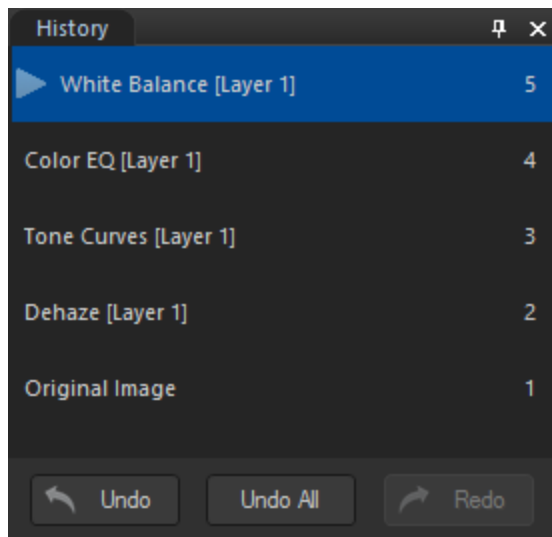 History
White Balance [Layer 1] 5
Color EQ [Layer 1] 4
Tone Curves [Layer 1] 3
Dehaze [Layer 1] 2
Original Image 1
Undo Undo All Redo